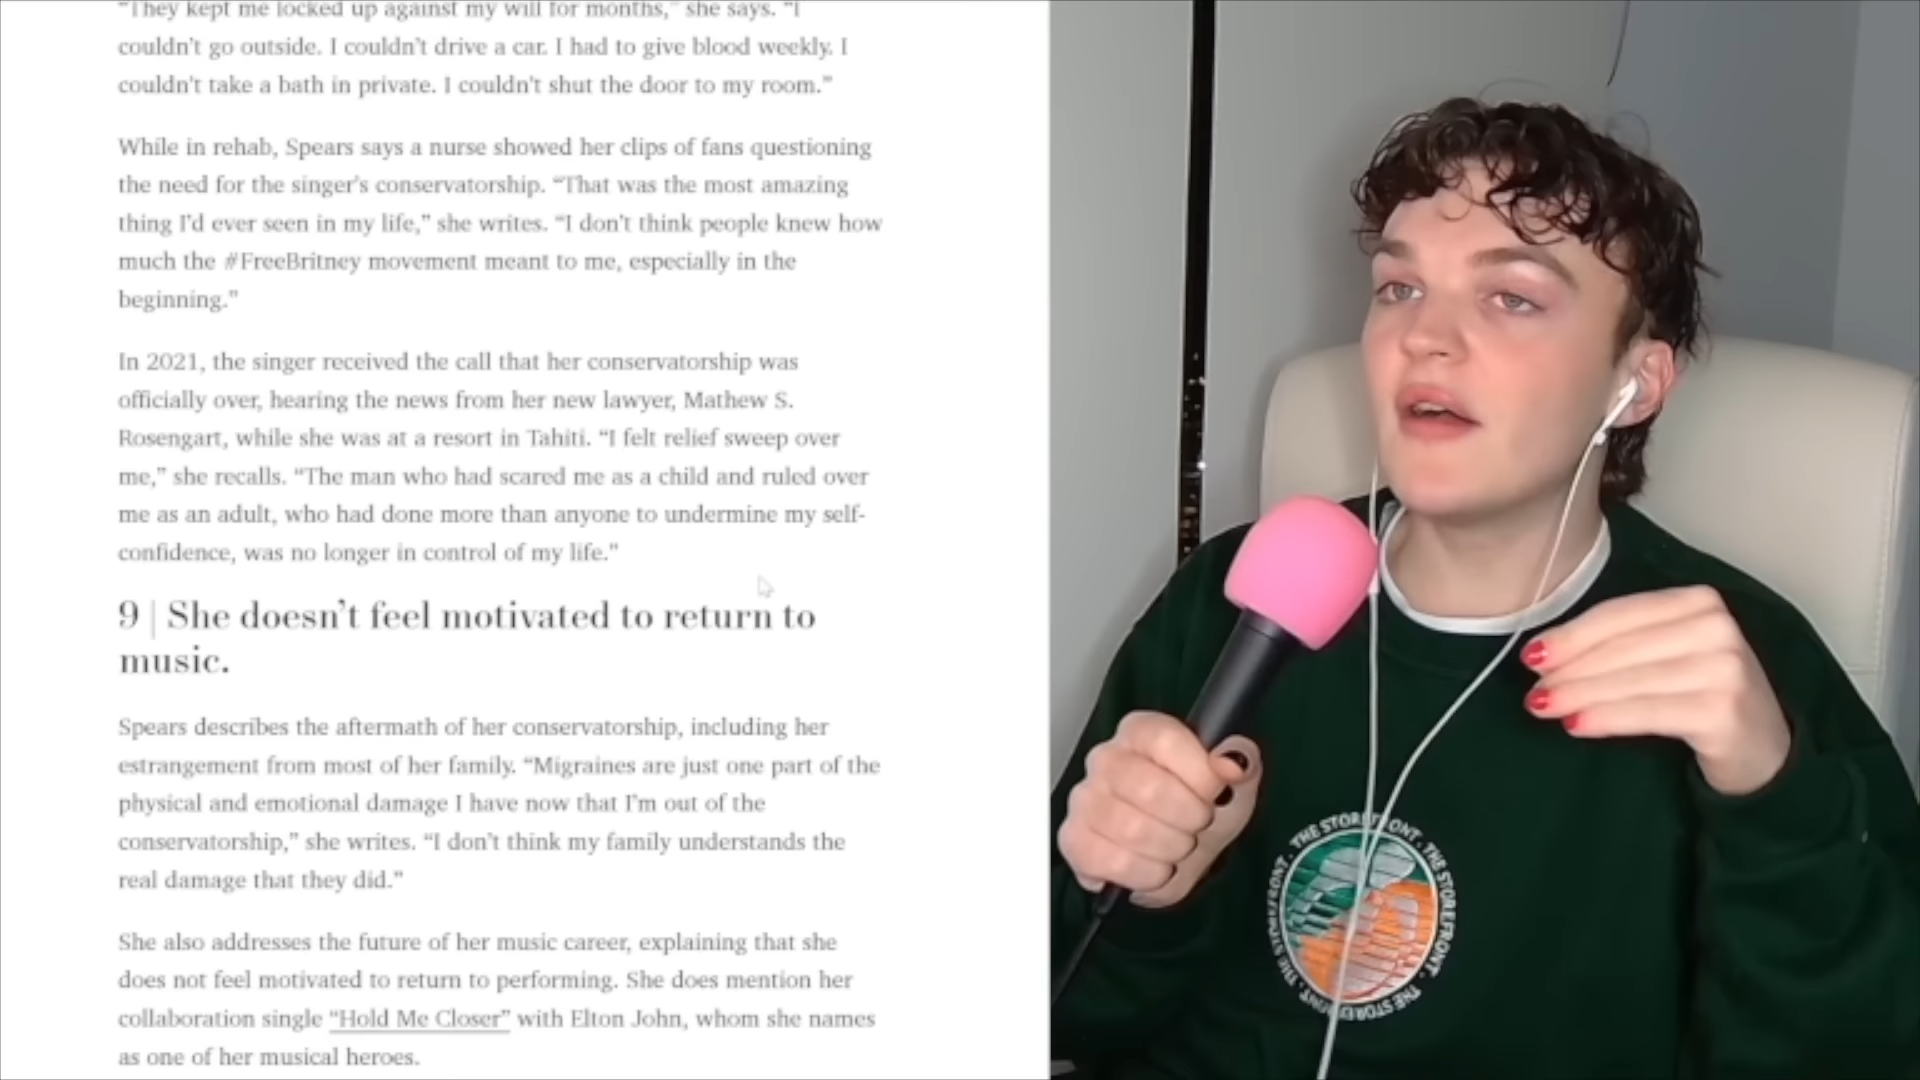 "They kept me locked up against my will for months," she says. "I
couldn't go outside. I couldn't drive a car. I had to give blood weekly. I
couldn't take a bath in private. I couldn't shut the door to my room."
While in rehab, Spears says a nurse showed her clips of fans questioning
the need for the singer's conservatorship. "That was the most amazing
thing I'd ever seen in my life," she writes. "I don't think people knew how
much the #FreeBritney movement meant to me, especially in the
beginning."
In 2021, the singer received the call that her conservatorship was
officially over, hearing the news from her new lawyer, Mathew S.
Rosengart, while she was at a resort in Tahiti. "I felt relief sweep over
me," she recalls. "The man who had scared me as a child and ruled over
me as an adult, who had done more than anyone to undermine my self-
confidence, was no longer in control of my life."
9 | She doesn't feel motivated to return to
music.
Spears describes the aftermath of her conservatorship, including her
estrangement from most of her family. "Migraines are just one part of the
physical and emotional damage I have now that I'm out of the
conservatorship," she writes. "I don't think my family understands the
real damage that they did."
She also addresses the future of her music career, explaining that she
does not feel motivated to return to performing. She does mention her
collaboration single "Hold Me Closer" with Elton John, whom she names
as one of her musical heroes.
THE STOREFRONT . THE STOREFRONT . THE STOREFRONT . THE STOREFRONT .